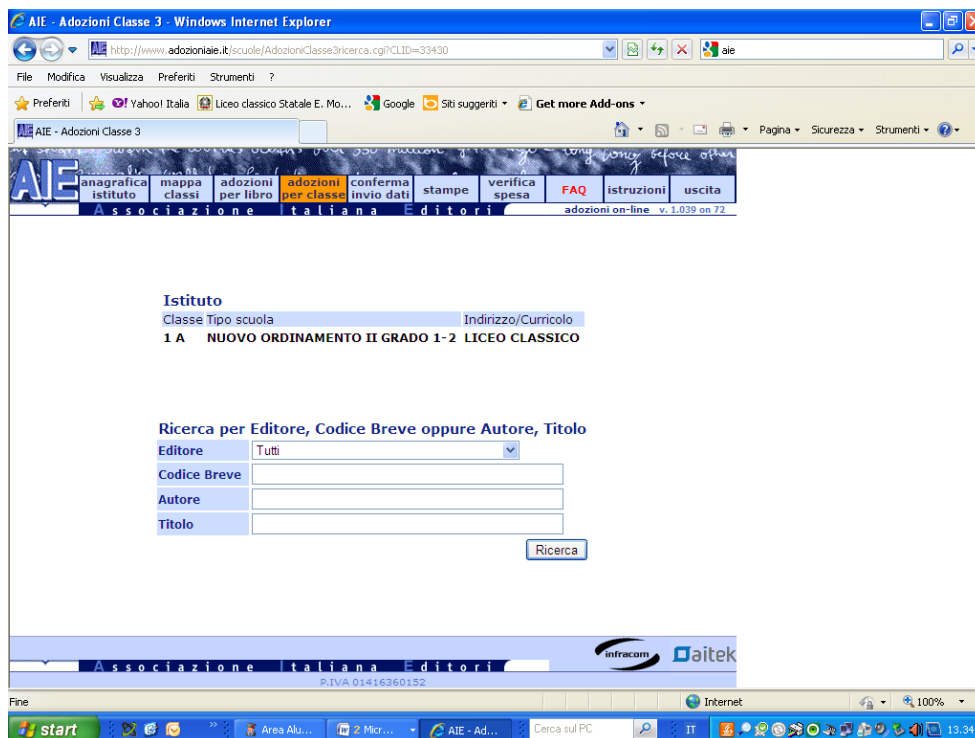 AIE - Adozioni Classe 3 - Windows Internet Explorer
http://www.adozioniaie.it/scuole/AdozioniClasse3ricerca.cgi?CLID=33430
aie
File Modifica Visualizza Preferiti Strumenti ?
Preferiti Yahoo! Italia Liceo classico Statale E. Mo... Google Siti suggeriti Get more Add-ons
AIE - Adozioni Classe 3
Pagina Sicurezza Strumenti
AIE
anagrafica istituto
mappa classi
adozioni per libro
adozioni per classe
conferma invio dati
stampe
verifica spesa
FAQ
istruzioni
uscita
Associazione Italiana Editori
adozioni on-line v. 1.039 on 72
Istituto
Classe Tipo scuola Indirizzo/Curricolo
1 A NUOVO ORDINAMENTO II GRADO 1-2 LICEO CLASSICO
Ricerca per Editore, Codice Breve oppure Autore, Titolo
Editore Tutti
Codice Breve
Autore
Titolo
Ricerca
infracom aitek
Associazione Italiana Editori
P.IVA 01416360152
Fine Internet 100%
start Area Alu... 2 Micr... AIE - Ad... Cerca sul PC IT 13.34